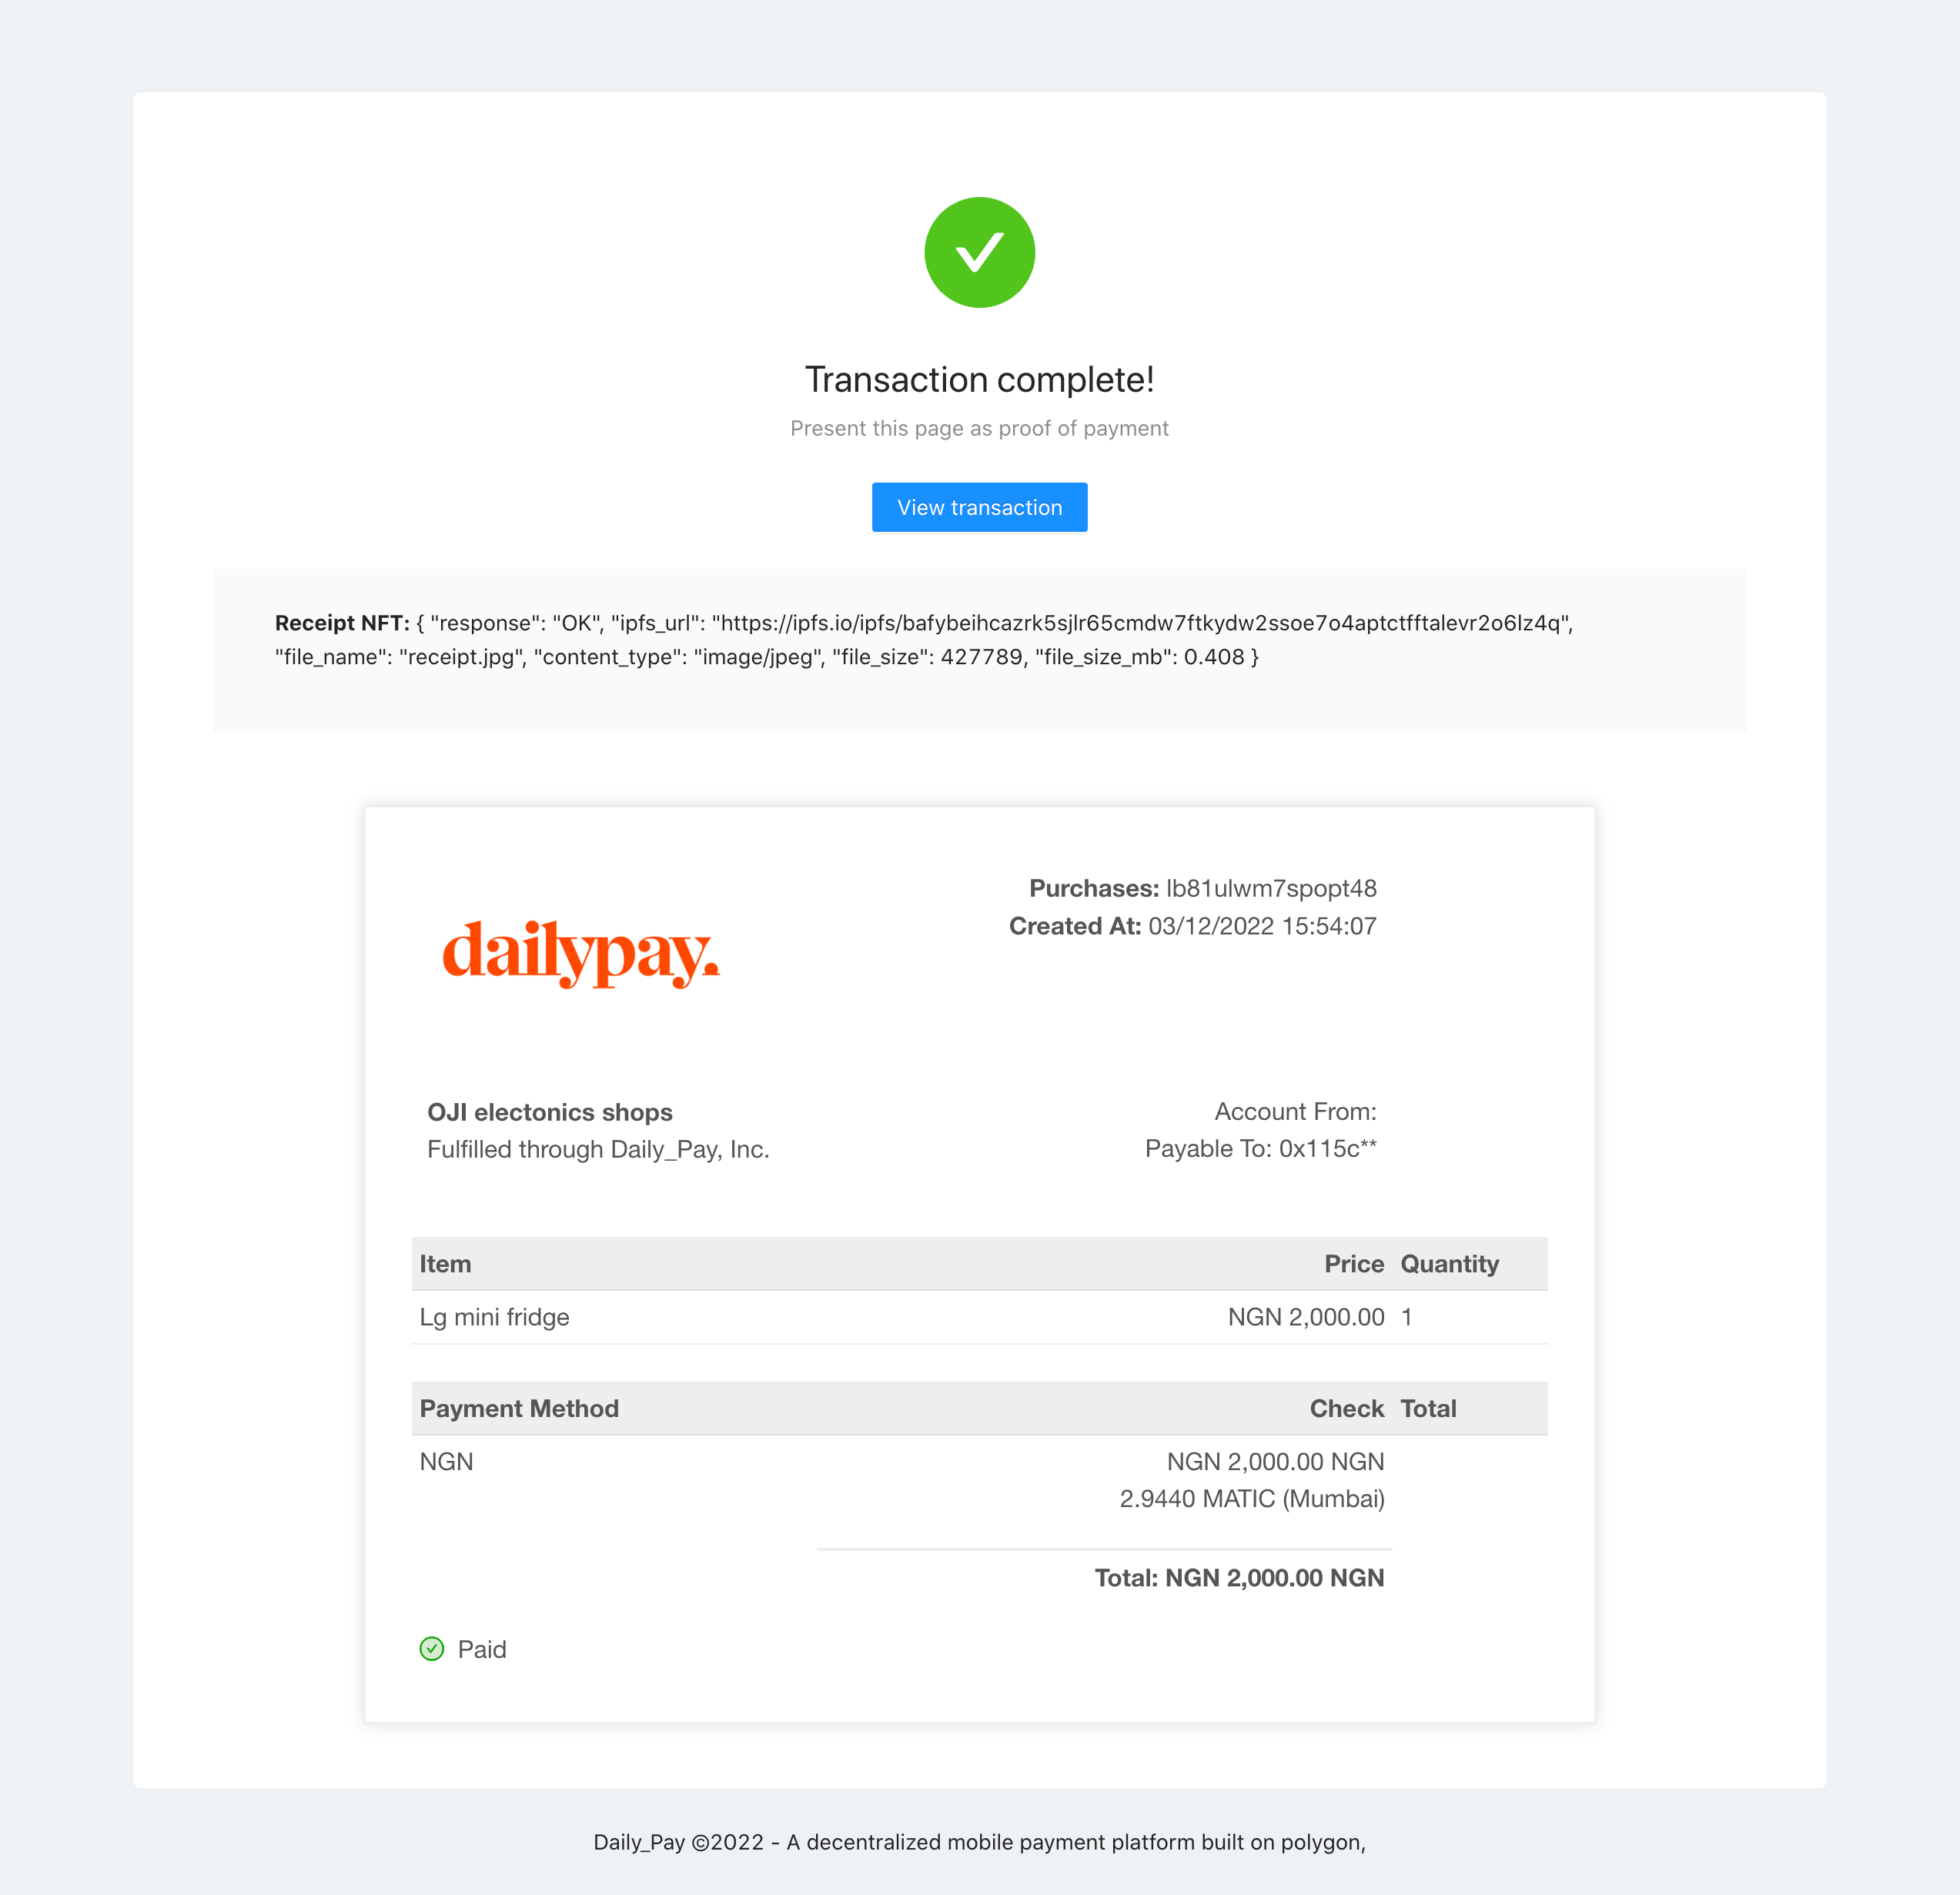 Transaction complete!
Present this page as proof of payment
View transaction
Receipt NFT: { "response": "OK", "ipfs_url": "https://ipfs.io/ipfs/bafybeihcazrk5sjlr65cmdw7ftkydw2ssoe7o4aptctfftalevr2o6lz4q",
"file_name": "receipt.jpg", "content_type": "image/jpeg", "file_size": 427789, "file_size_mb": 0.408 }
dailypay.
Purchases: lb81ulwm7spopt48
Created At: 03/12/2022 15:54:07
OJI electonics shops
Fulfilled through Daily_Pay, Inc.
Account From:
Payable To: 0x115c**
Item Price Quantity
Lg mini fridge NGN 2,000.00 1
Payment Method Check Total
NGN NGN 2,000.00 NGN
2.9440 MATIC (Mumbai)
Total: NGN 2,000.00 NGN
Paid
Daily_Pay ©2022 - A decentralized mobile payment platform built on polygon,